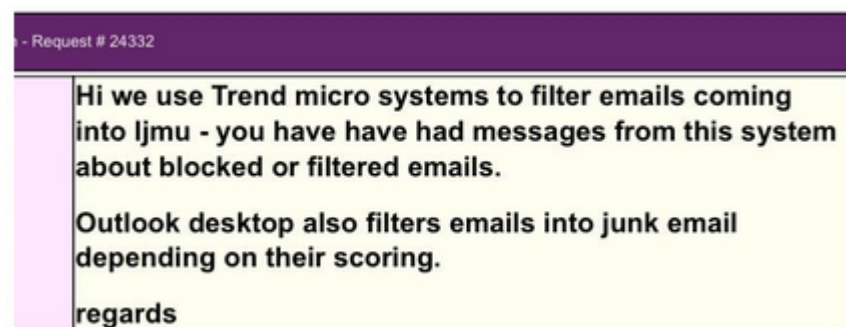 - Request # 24332
Hi we use Trend micro systems to filter emails coming
into ljmu - you have have had messages from this system
about blocked or filtered emails.
Outlook desktop also filters emails into junk email
depending on their scoring.
regards